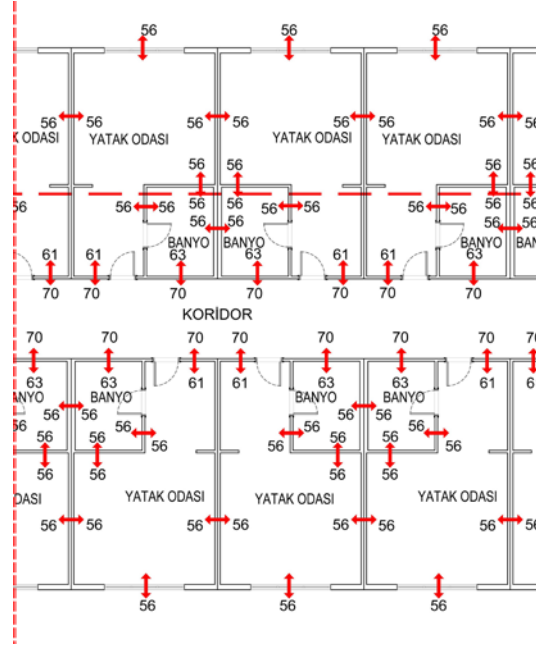 56 56 56
56 56 56 56 56 56 56 56
K ODASI YATAK ODASI YATAK ODASI YATAK ODASI
56 56 56 56
56 56 56 56 56
56 56 56 56 56 56 56
56 56 56 56
BANYO BANYO BANYO BAN
61 61 63 63 61 61 63
70 70 70 70 70 70 70
KORİDOR
70 70 70 70 70 70 70 70
63 63 61 61 63 63 61 6
ANYO BANYO BANYO BANYO
56 56 56 56
56 56 56 56 56 56 56
56 56 56 56
56 56 56 56
ODASI YATAK ODASI YATAK ODASI YATAK ODASI
56 56 56 56 56 56 56 56
56 56 56